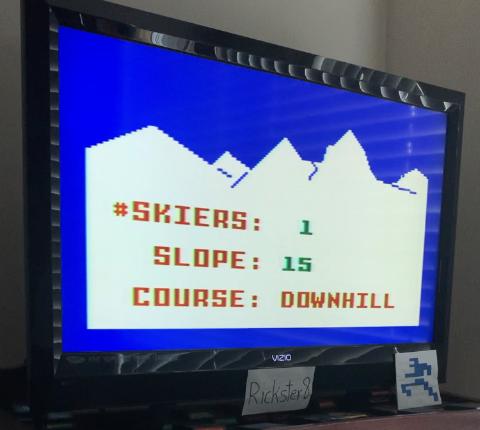 #SKIERS: 1
SLOPE: 15
COURSE: DOWNHILL
VIZIO
Rickster8